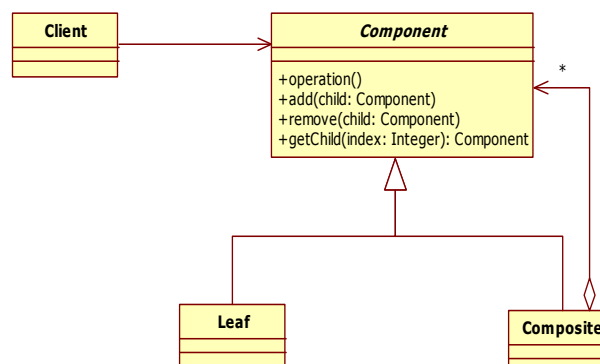 Client
Component
+operation()
+add(child: Component)
+remove(child: Component)
+getChild(index: Integer): Component
*
Leaf
Composite